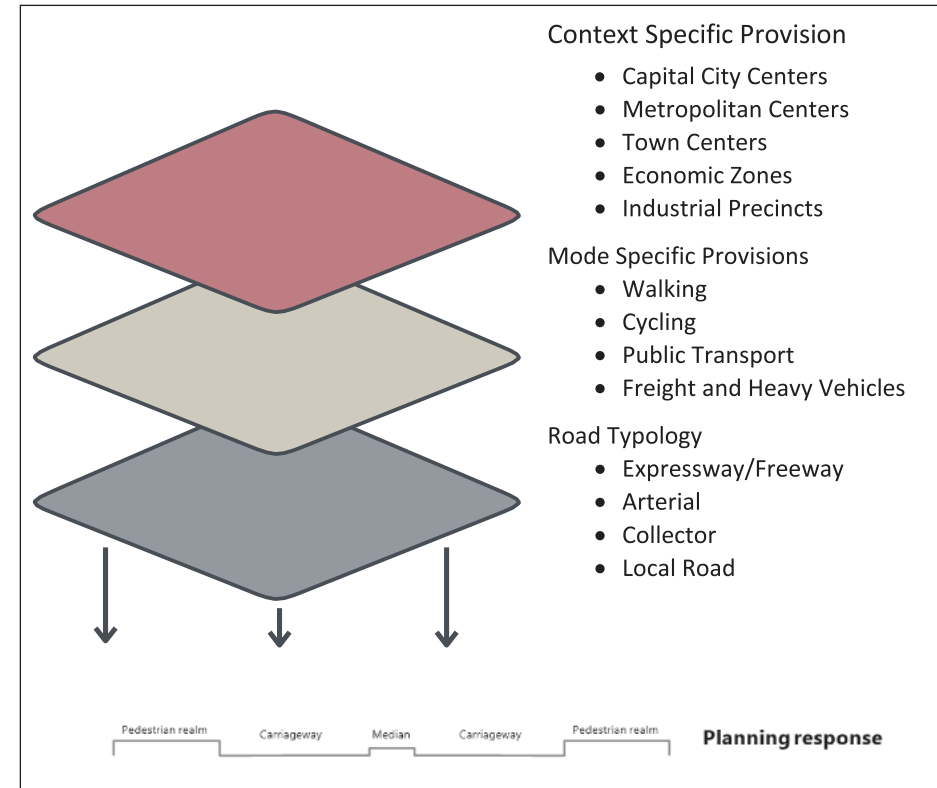 Context Specific Provision
• Capital City Centers
• Metropolitan Centers
• Town Centers
• Economic Zones
• Industrial Precincts
Mode Specific Provisions
• Walking
• Cycling
• Public Transport
• Freight and Heavy Vehicles
Road Typology
• Expressway/Freeway
• Arterial
• Collector
• Local Road
Pedestrian realm Carriageway Median Carriageway Pedestrian realm Planning response